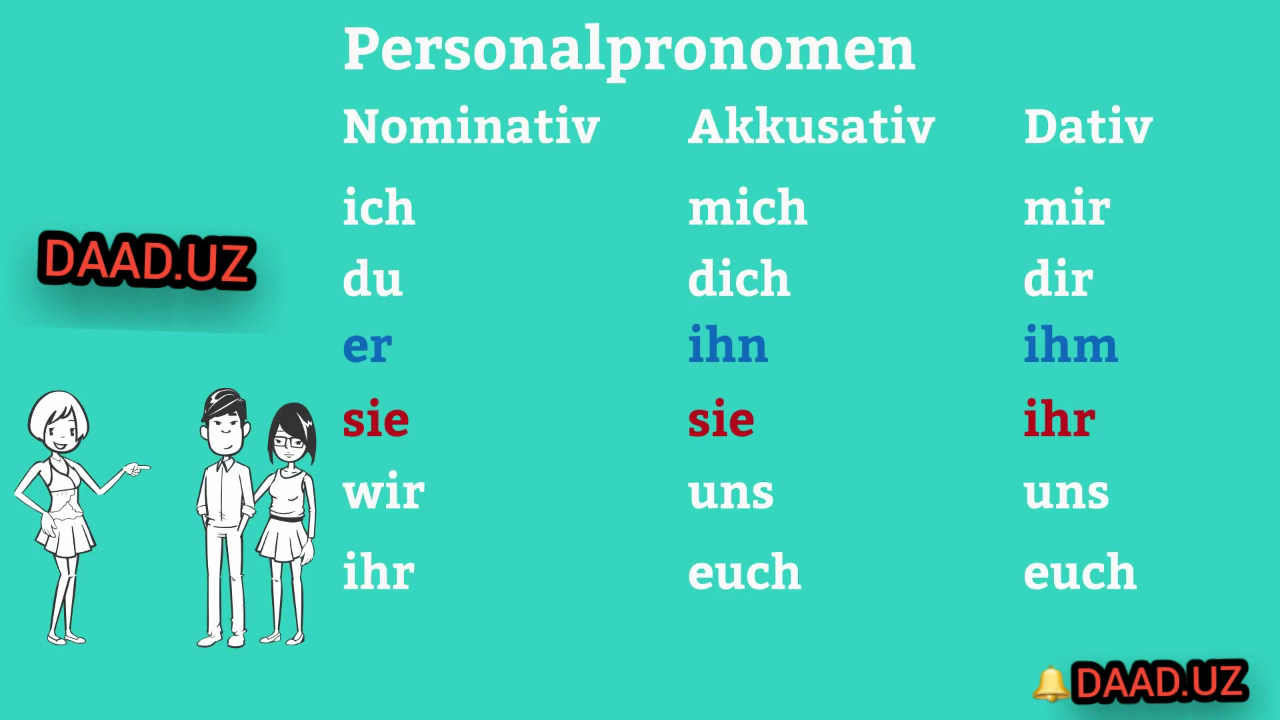 Personalpronomen
Nominativ Akkusativ Dativ
ich mich mir
du dich dir
DAAD.UZ
er ihn ihm
sie sie ihr
wir uns uns
ihr euch euch
🔔DAAD.UZ